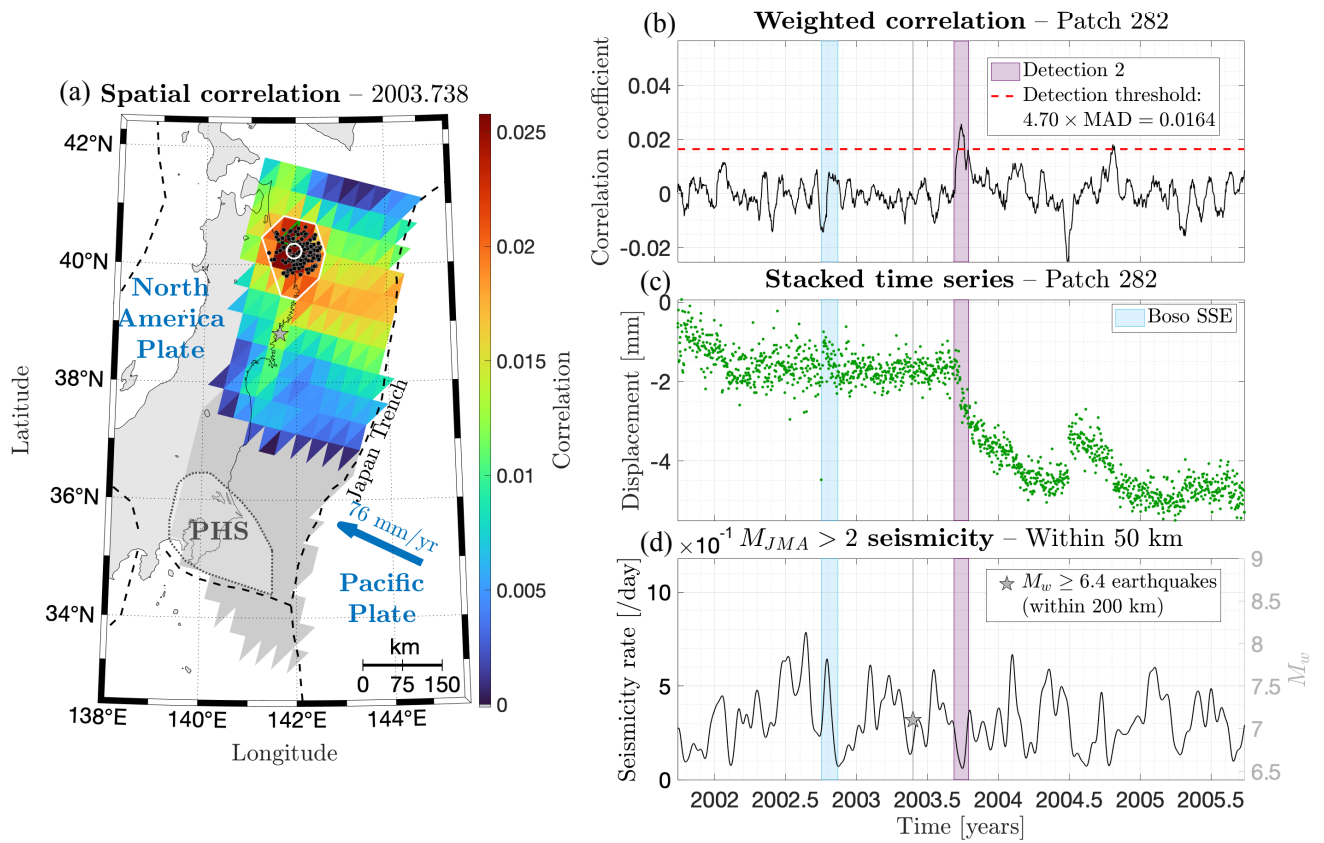 (a) Spatial correlation – 2003.738
42°N
40°N
38°N
36°N
34°N
Latitude
138°E
140°E
142°E
144°E
Longitude
North
America
Plate
Japan Trench
76 mm/yr
Pacific
Plate
PHS
km
0 75 150
0.025
0.02
0.015
0.01
0.005
0
Correlation
(b) Weighted correlation – Patch 282
Correlation coefficient
0.04
0.02
0
-0.02
Detection 2
Detection threshold:
4.70 × MAD = 0.0164
(c) Stacked time series – Patch 282
Displacement [mm]
0
-2
-4
Boso SSE
(d) ×10⁻¹ M_JMA > 2 seismicity – Within 50 km
Seismicity rate [/day]
10
5
0
M_w ≥ 6.4 earthquakes
(within 200 km)
9
8.5
8
7.5
7
6.5
M_w
2002 2002.5 2003 2003.5 2004 2004.5 2005 2005.5
Time [years]